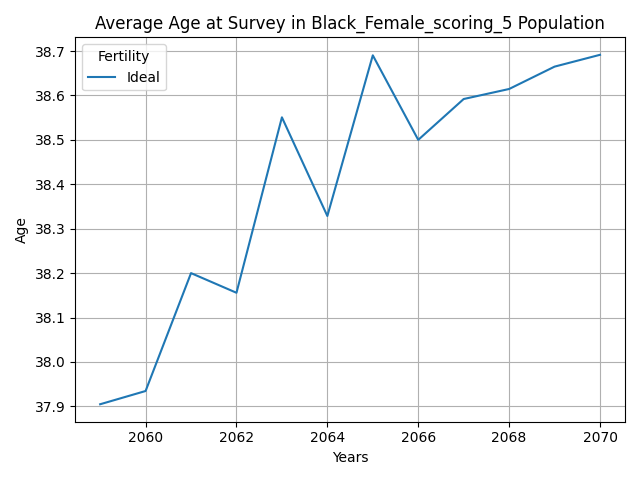 Average Age at Survey in Black_Female_scoring_5 Population
Fertility
Ideal
Age
38.7
38.6
38.5
38.4
38.3
38.2
38.1
38.0
37.9
2060 2062 2064 2066 2068 2070
Years